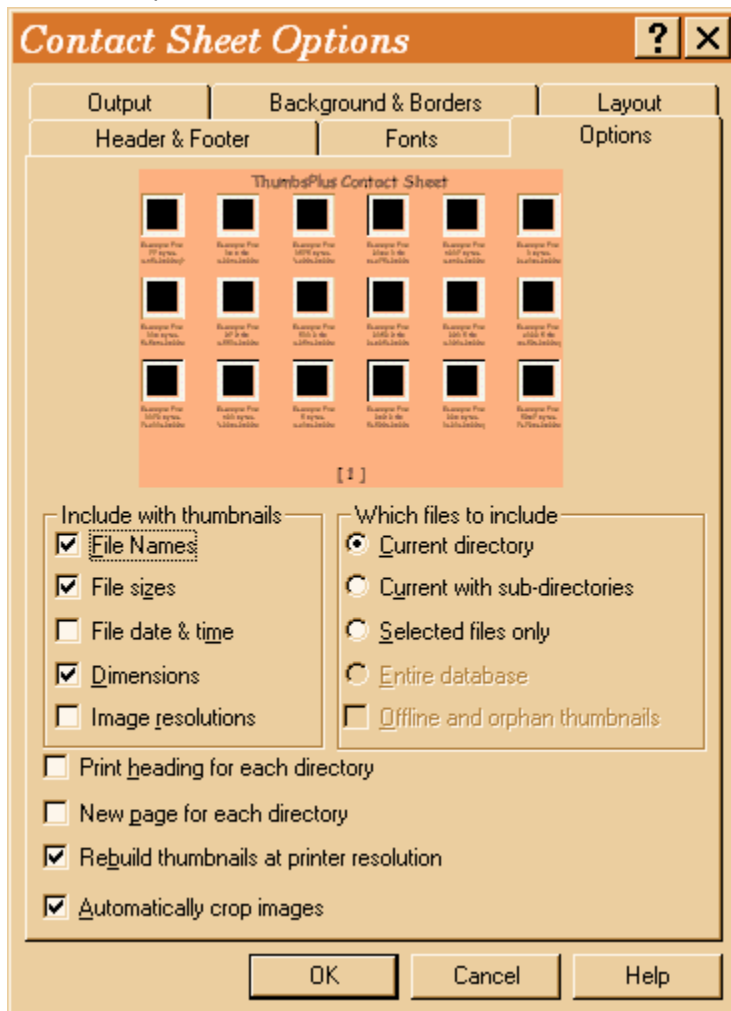 Contact Sheet Options
Output Background & Borders Layout
Header & Footer Fonts Options
ThumbsPlus Contact Sheet
[1]
Include with thumbnails
File Names
File sizes
File date & time
Dimensions
Image resolutions
Which files to include
Current directory
Current with sub-directories
Selected files only
Entire database
Offline and orphan thumbnails
Print heading for each directory
New page for each directory
Rebuild thumbnails at printer resolution
Automatically crop images
OK Cancel Help